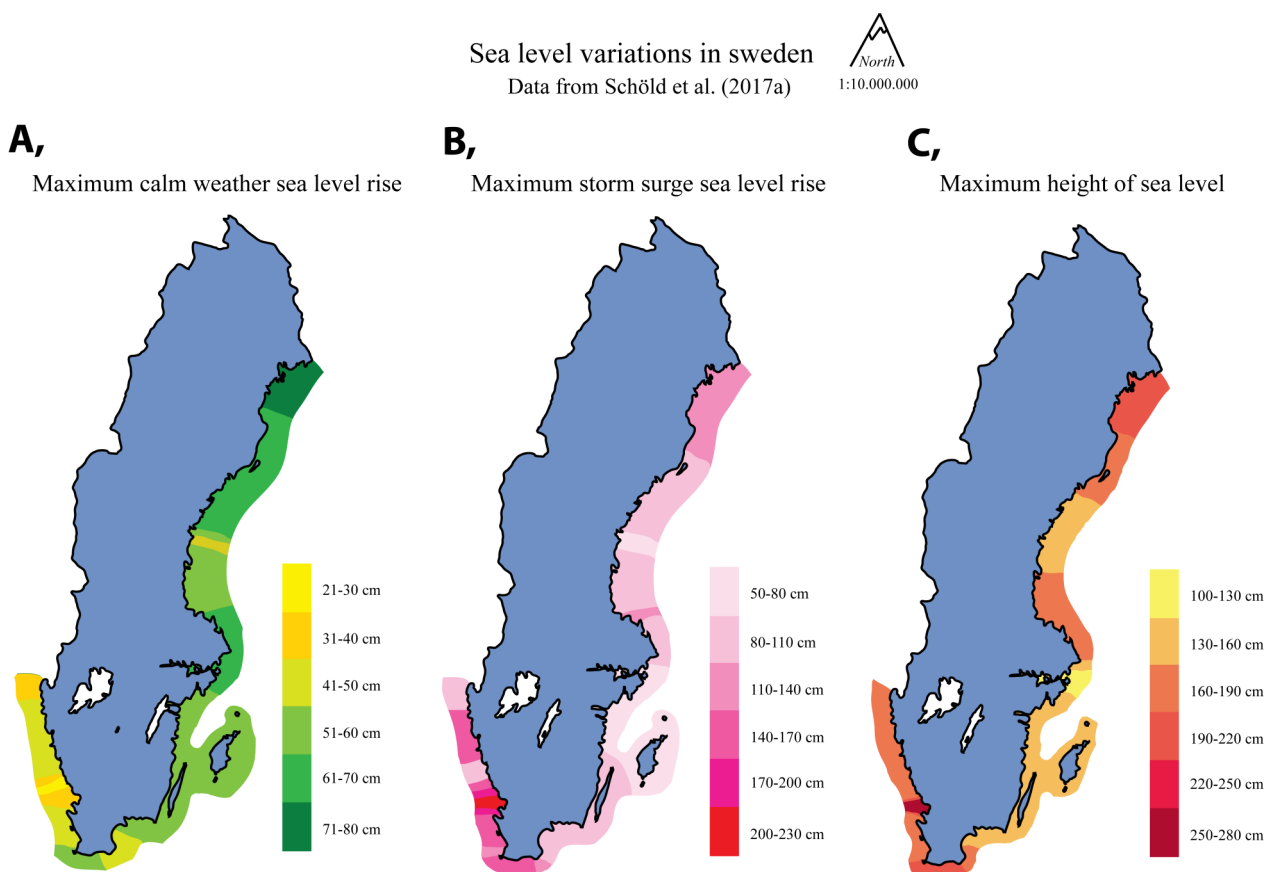 Sea level variations in sweden
Data from Schöld et al. (2017a)
North
1:10.000.000
A,
Maximum calm weather sea level rise
21-30 cm
31-40 cm
41-50 cm
51-60 cm
61-70 cm
71-80 cm
B,
Maximum storm surge sea level rise
50-80 cm
80-110 cm
110-140 cm
140-170 cm
170-200 cm
200-230 cm
C,
Maximum height of sea level
100-130 cm
130-160 cm
160-190 cm
190-220 cm
220-250 cm
250-280 cm